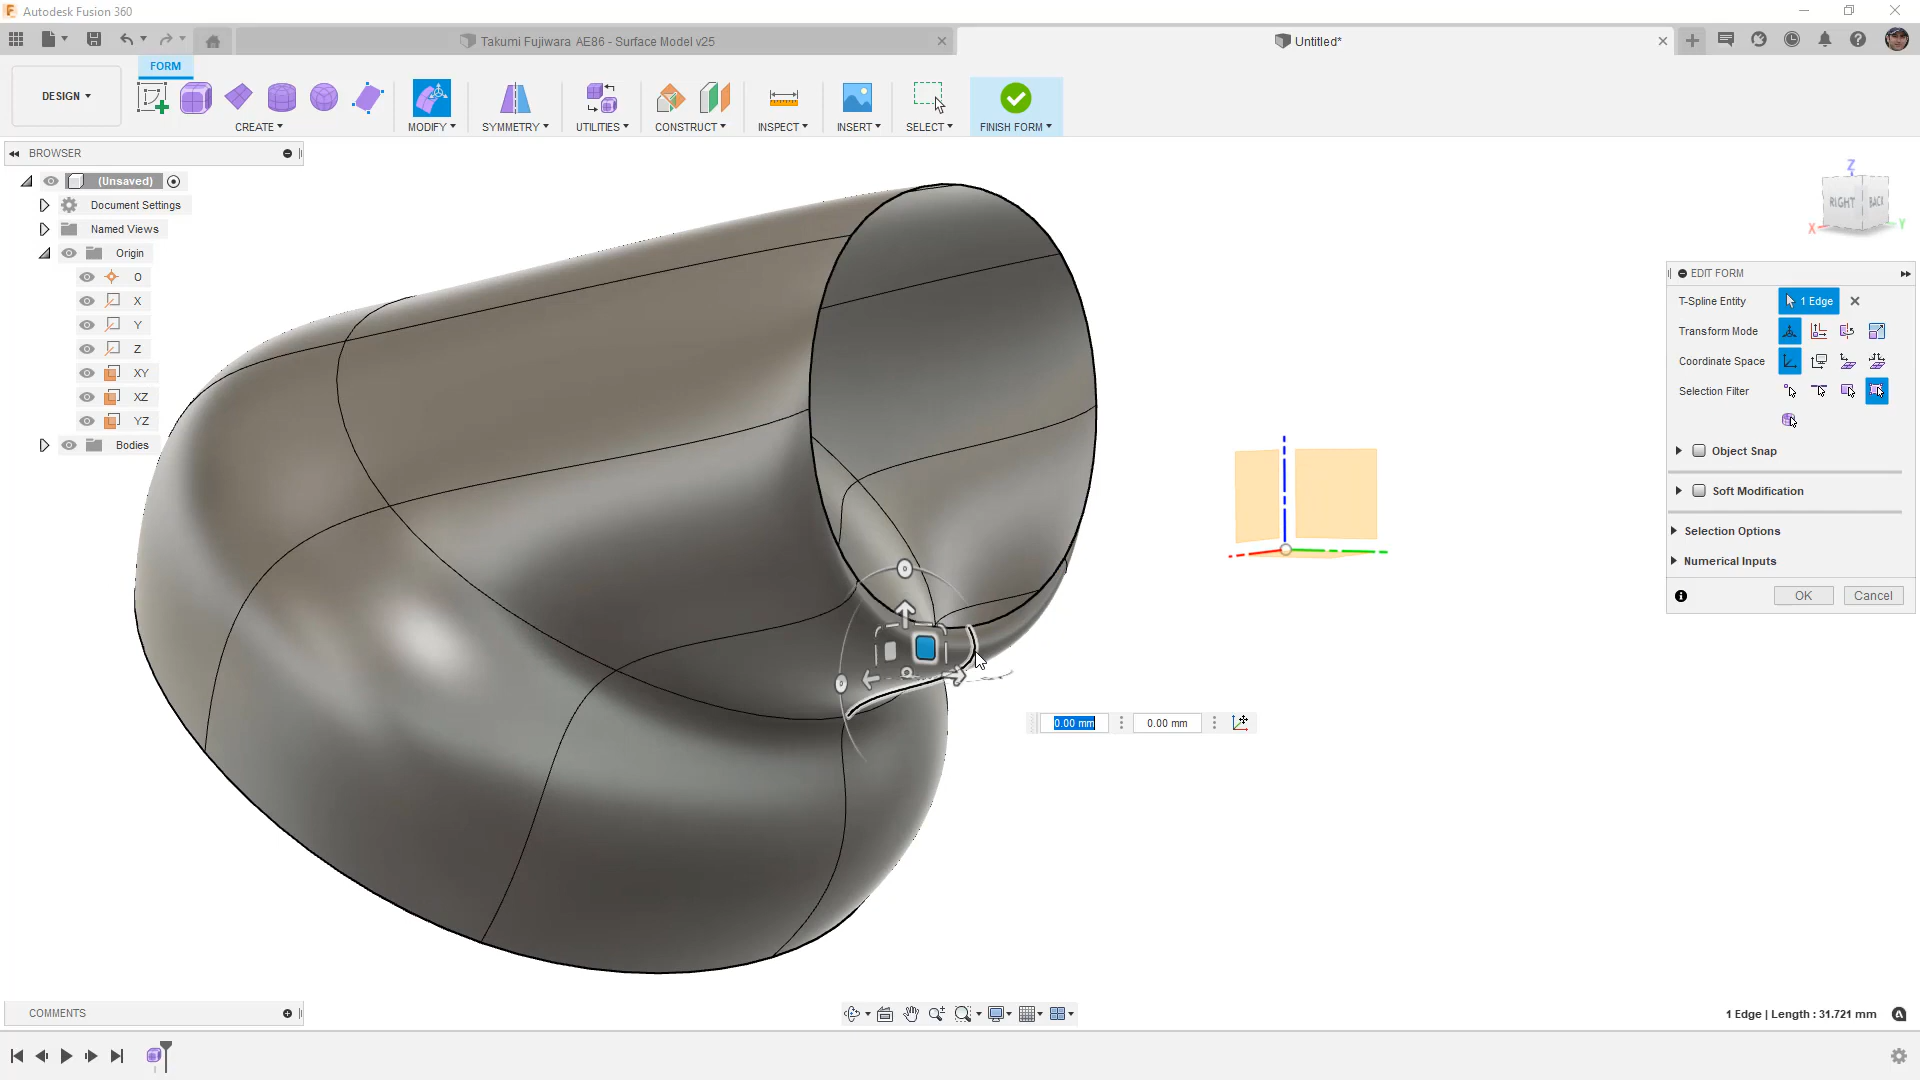 Autodesk Fusion 360
Takumi Fujiwara AE86 - Surface Model v25
Untitled*
FORM
DESIGN
CREATE
MODIFY
SYMMETRY
UTILITIES
CONSTRUCT
INSPECT
INSERT
SELECT
FINISH FORM
BROWSER
(Unsaved)
Document Settings
Named Views
Origin
O
X
Y
Z
XY
XZ
YZ
Bodies
Z
RIGHT
BACK
X
Y
EDIT FORM
T-Spline Entity
1 Edge
Transform Mode
Coordinate Space
Selection Filter
Object Snap
Soft Modification
Selection Options
Numerical Inputs
OK
Cancel
0.00 mm
0.00 mm
COMMENTS
1 Edge | Length : 31.721 mm